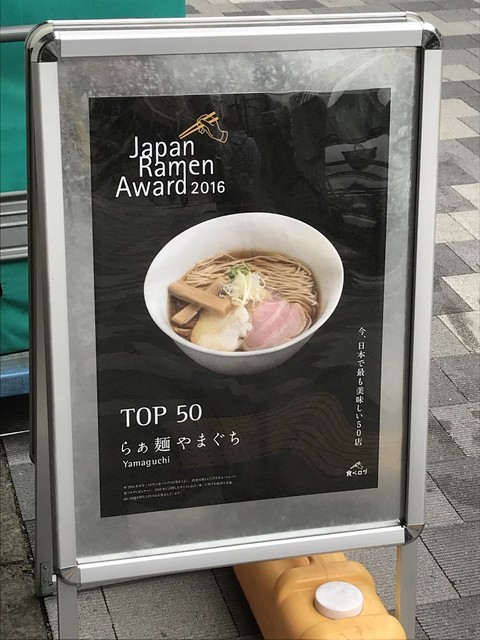 Japan
Ramen
Award 2016
今、日本で最も美味しい50店
TOP 50
らぁ麺 やまぐち
Yamaguchi
食べログ